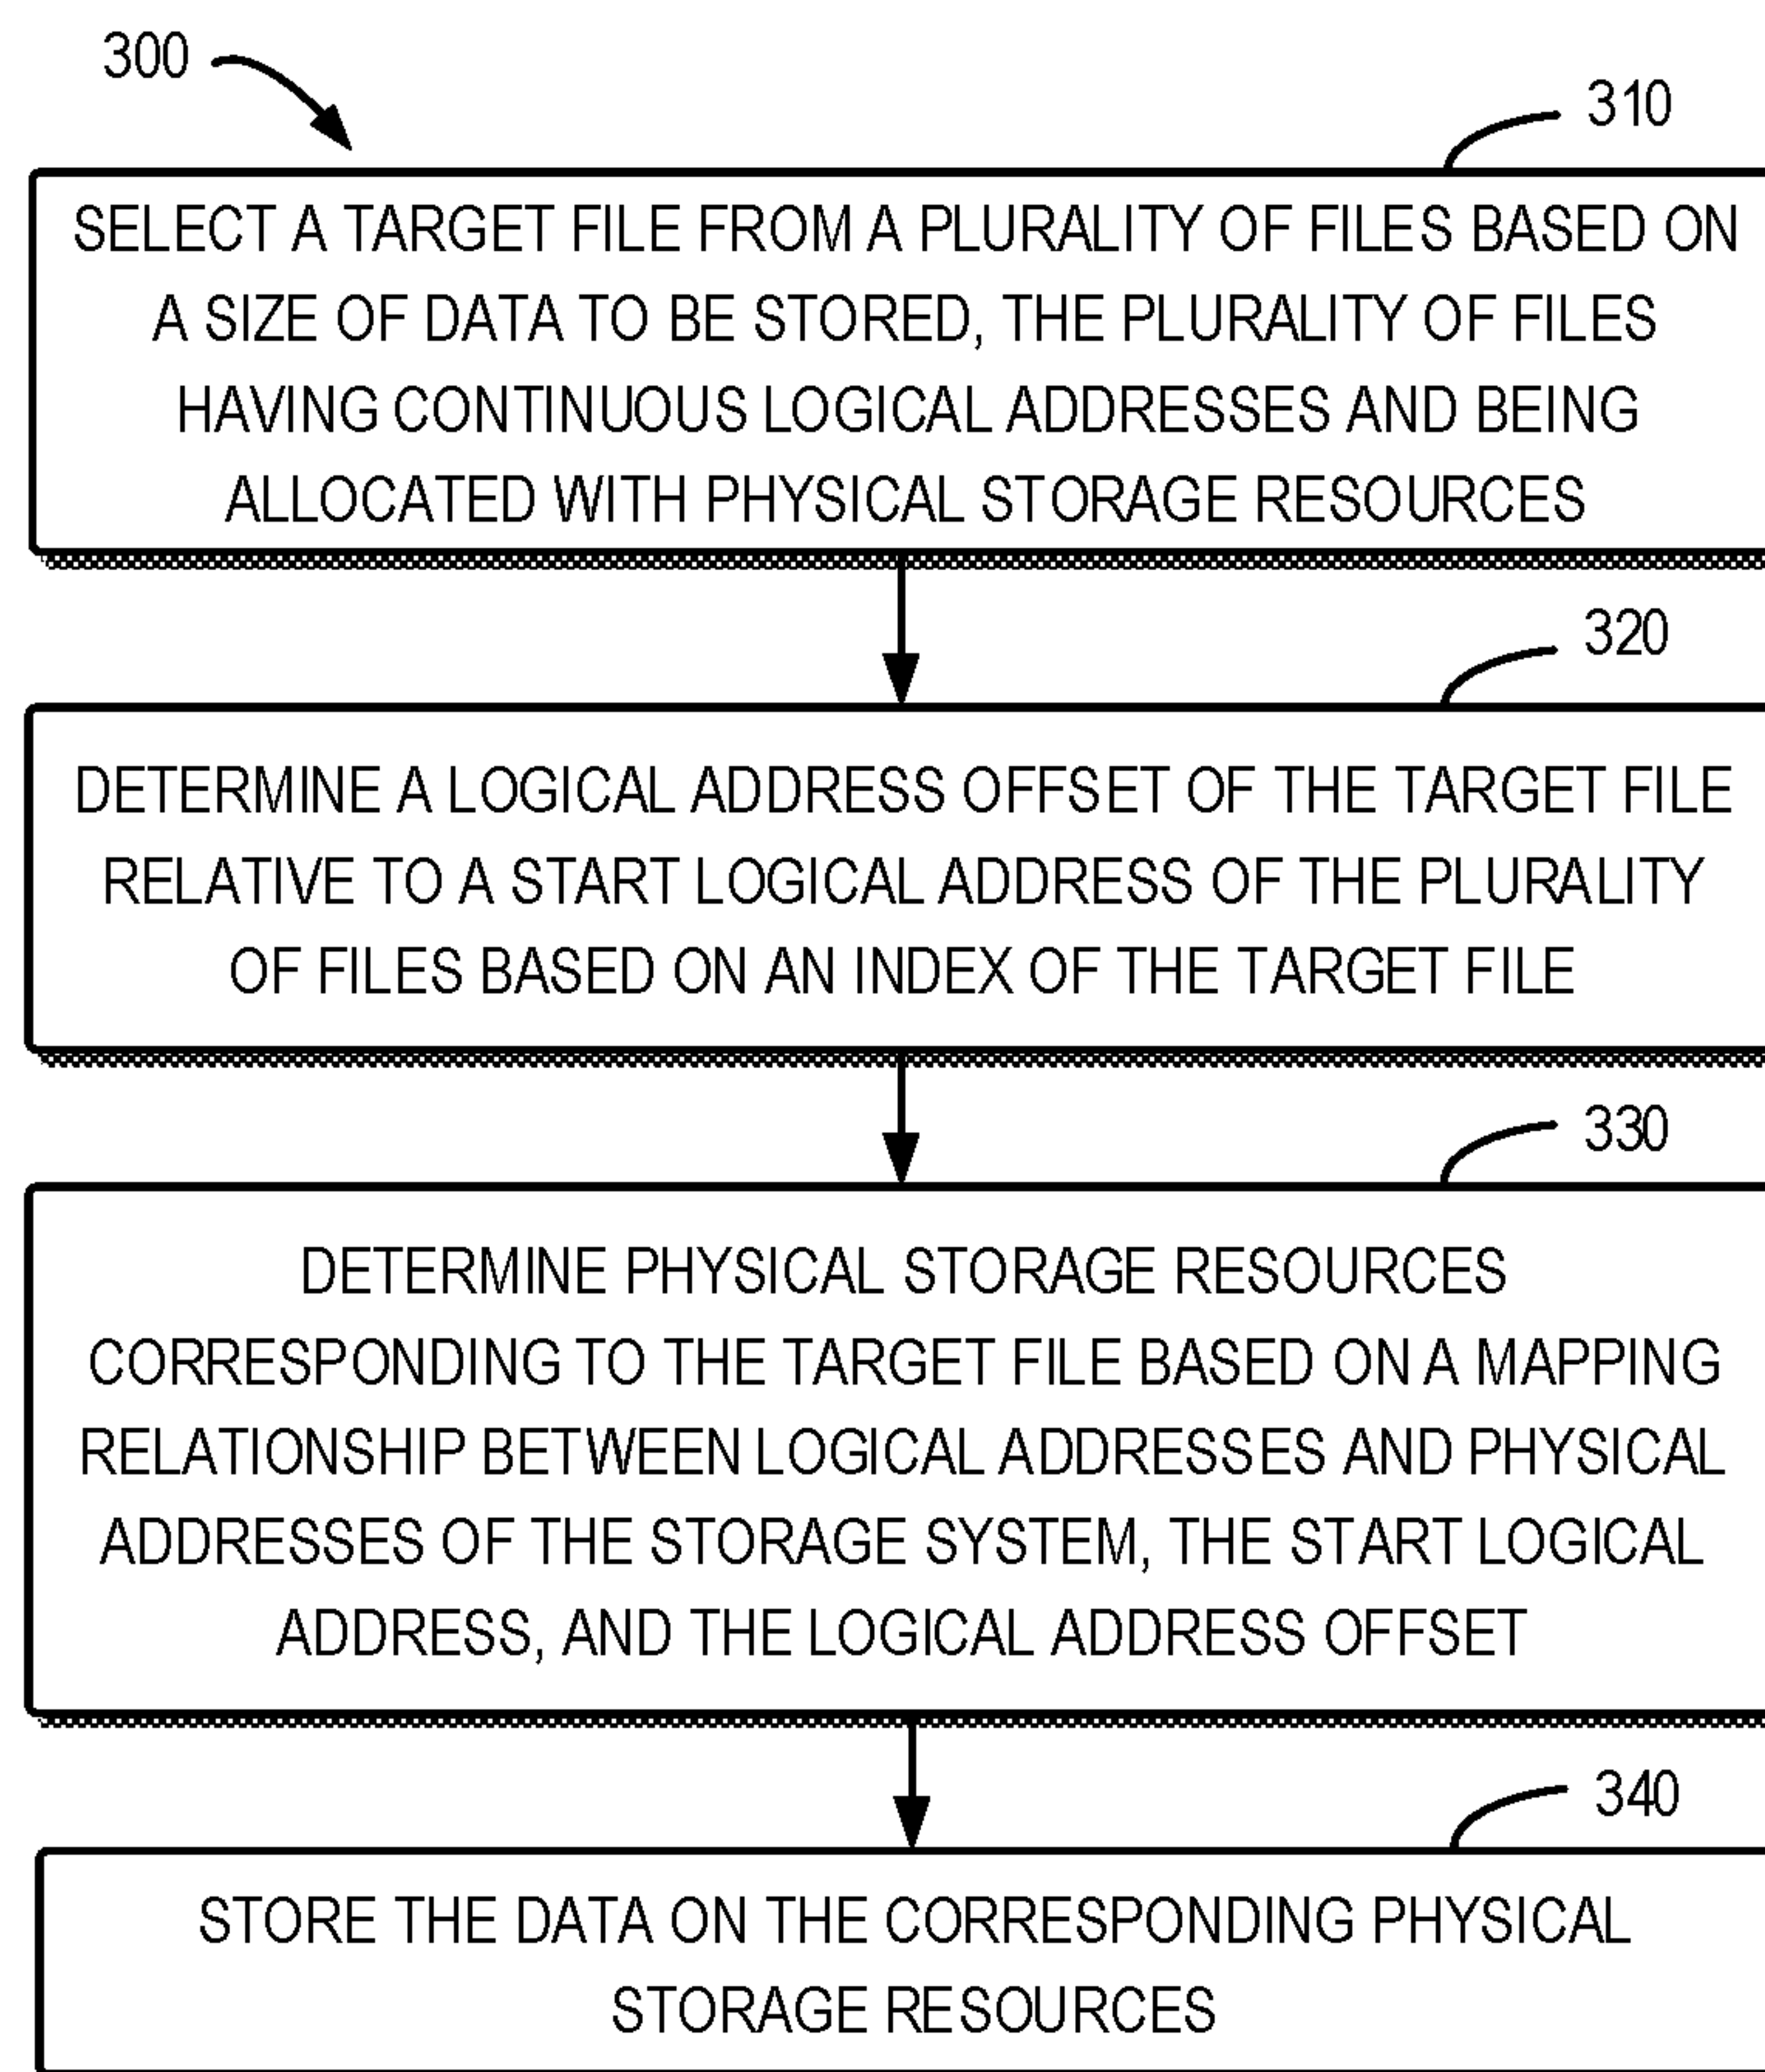 300
310
SELECT A TARGET FILE FROM A PLURALITY OF FILES BASED ON
A SIZE OF DATA TO BE STORED, THE PLURALITY OF FILES
HAVING CONTINUOUS LOGICAL ADDRESSES AND BEING
ALLOCATED WITH PHYSICAL STORAGE RESOURCES
320
DETERMINE A LOGICAL ADDRESS OFFSET OF THE TARGET FILE
RELATIVE TO A START LOGICAL ADDRESS OF THE PLURALITY
OF FILES BASED ON AN INDEX OF THE TARGET FILE
330
DETERMINE PHYSICAL STORAGE RESOURCES
CORRESPONDING TO THE TARGET FILE BASED ON A MAPPING
RELATIONSHIP BETWEEN LOGICAL ADDRESSES AND PHYSICAL
ADDRESSES OF THE STORAGE SYSTEM, THE START LOGICAL
ADDRESS, AND THE LOGICAL ADDRESS OFFSET
340
STORE THE DATA ON THE CORRESPONDING PHYSICAL
STORAGE RESOURCES